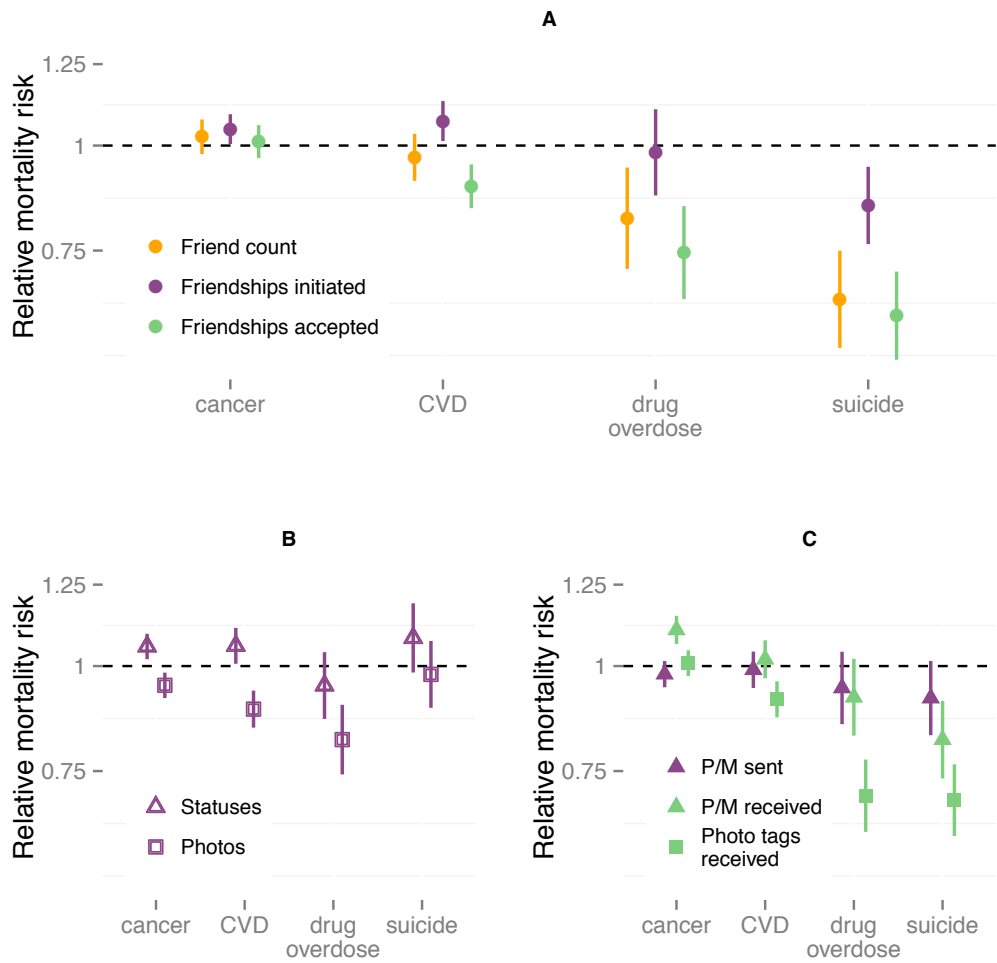 A
Relative mortality risk
1.25
1
0.75
Friend count
Friendships initiated
Friendships accepted
cancer
CVD
drug
overdose
suicide
B
Relative mortality risk
1.25
1
0.75
Statuses
Photos
cancer
CVD
drug
overdose
suicide
C
Relative mortality risk
1.25
1
0.75
P/M sent
P/M received
Photo tags
received
cancer
CVD
drug
overdose
suicide